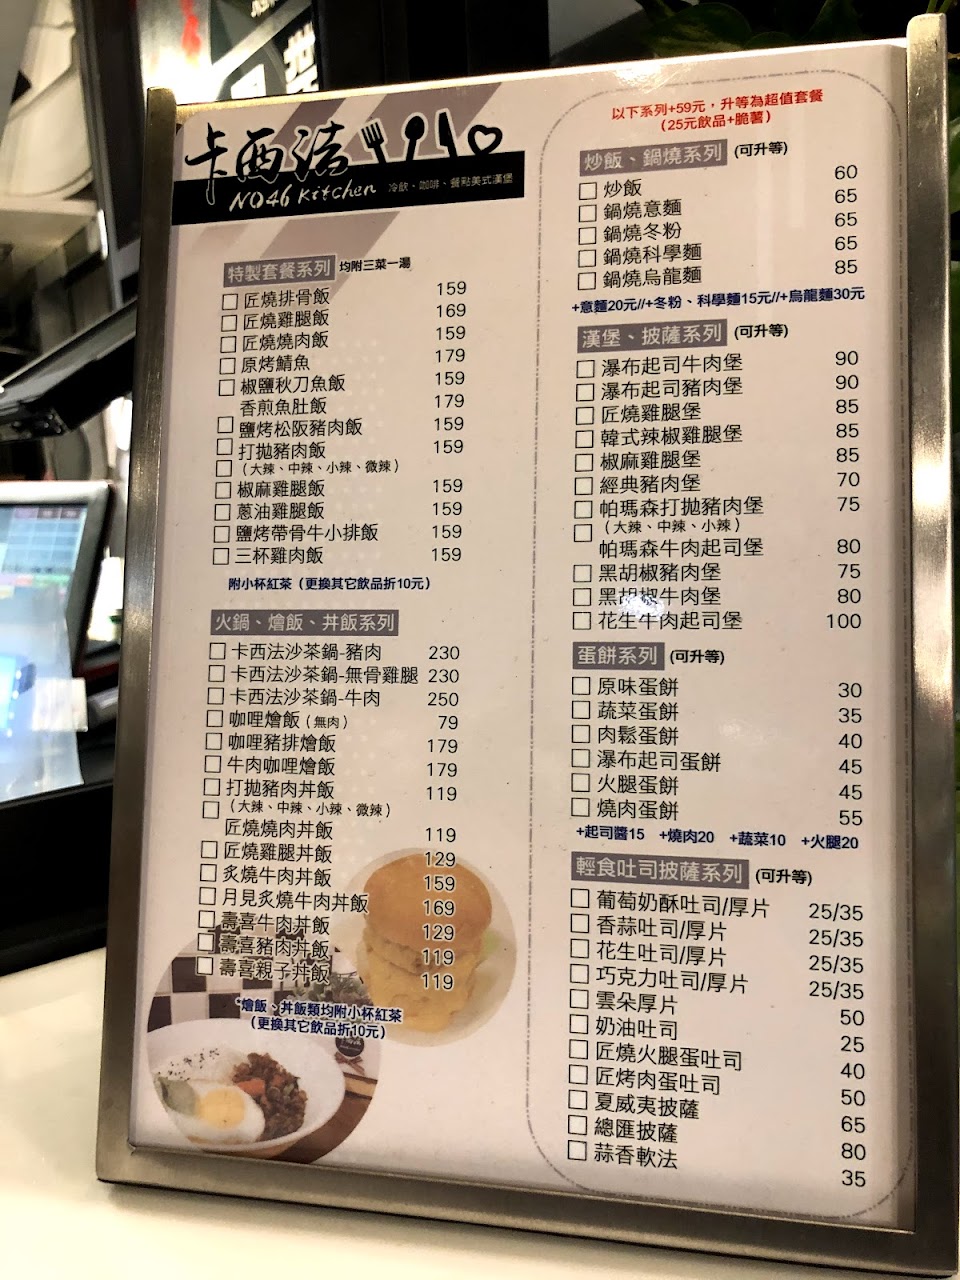 卡西法
NO46 Kitchen 冷飲、咖啡、餐點美式漢堡
特製套餐系列 均附三菜一湯
匠燒排骨飯 159
匠燒雞腿飯 169
匠燒燒肉飯 159
原烤鯖魚 179
椒鹽秋刀魚飯 159
香煎魚肚飯 179
鹽烤松阪豬肉飯 159
打拋豬肉飯 159
(大辣、中辣、小辣、微辣)
椒麻雞腿飯 159
蔥油雞腿飯 159
鹽烤帶骨牛小排飯 159
三杯雞肉飯 159
附小杯紅茶（更換其它飲品折10元）
火鍋、燴飯、丼飯系列
卡西法沙茶鍋-豬肉 230
卡西法沙茶鍋-無骨雞腿 230
卡西法沙茶鍋-牛肉 250
咖哩燴飯(無肉) 79
咖哩豬排燴飯 179
牛肉咖哩燴飯 179
打拋豬肉丼飯 119
(大辣、中辣、小辣、微辣)
匠燒燒肉丼飯 119
匠燒雞腿丼飯 129
炙燒牛肉丼飯 159
月見炙燒牛肉丼飯 169
壽喜牛肉丼飯 129
壽喜豬肉丼飯 119
壽喜親子丼飯 119
*燴飯、丼飯類均附小杯紅茶
（更換其它飲品折10元）
以下系列+59元，升等為超值套餐
（25元飲品+脆薯）
炒飯、鍋燒系列 (可升等)
炒飯 60
鍋燒意麵 65
鍋燒冬粉 65
鍋燒科學麵 65
鍋燒烏龍麵 85
+意麵20元//+冬粉、科學麵15元//+烏龍麵30元
漢堡、披薩系列 (可升等)
瀑布起司牛肉堡 90
瀑布起司豬肉堡 90
匠燒雞腿堡 85
韓式辣椒雞腿堡 85
椒麻雞腿堡 85
經典豬肉堡 70
帕瑪森打拋豬肉堡 75
(大辣、中辣、小辣)
帕瑪森牛肉起司堡 80
黑胡椒豬肉堡 75
黑胡椒牛肉堡 80
花生牛肉起司堡 100
蛋餅系列 (可升等)
原味蛋餅 30
蔬菜蛋餅 35
肉鬆蛋餅 40
瀑布起司蛋餅 45
火腿蛋餅 45
燒肉蛋餅 55
+起司醬15 +燒肉20 +蔬菜10 +火腿20
輕食吐司披薩系列 (可升等)
葡萄奶酥吐司/厚片 25/35
香蒜吐司/厚片 25/35
花生吐司/厚片 25/35
巧克力吐司/厚片 25/35
雲朵厚片 50
奶油吐司 25
匠燒火腿蛋吐司 40
匠烤肉蛋吐司 50
夏威夷披薩 65
總匯披薩 80
蒜香軟法 35